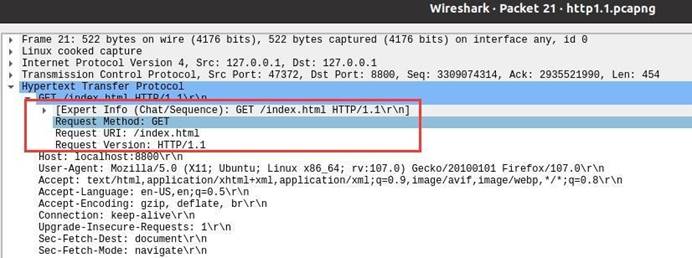 Wireshark · Packet 21 · http1.1.pcapng
Frame 21: 522 bytes on wire (4176 bits), 522 bytes captured (4176 bits) on interface any, id 0
Linux cooked capture
Internet Protocol Version 4, Src: 127.0.0.1, Dst: 127.0.0.1
Transmission Control Protocol, Src Port: 47372, Dst Port: 8800, Seq: 3309074314, Ack: 2935521990, Len: 454
Hypertext Transfer Protocol
GET /index.html HTTP/1.1\r\n
[Expert Info (Chat/Sequence): GET /index.html HTTP/1.1\r\n]
Request Method: GET
Request URI: /index.html
Request Version: HTTP/1.1
Host: localhost:8800\r\n
User-Agent: Mozilla/5.0 (X11; Ubuntu; Linux x86_64; rv:107.0) Gecko/20100101 Firefox/107.0\r\n
Accept: text/html,application/xhtml+xml,application/xml;q=0.9,image/avif,image/webp,*/*;q=0.8\r\n
Accept-Language: en-US,en;q=0.5\r\n
Accept-Encoding: gzip, deflate, br\r\n
Connection: keep-alive\r\n
Upgrade-Insecure-Requests: 1\r\n
Sec-Fetch-Dest: document\r\n
Sec-Fetch-Mode: navigate\r\n